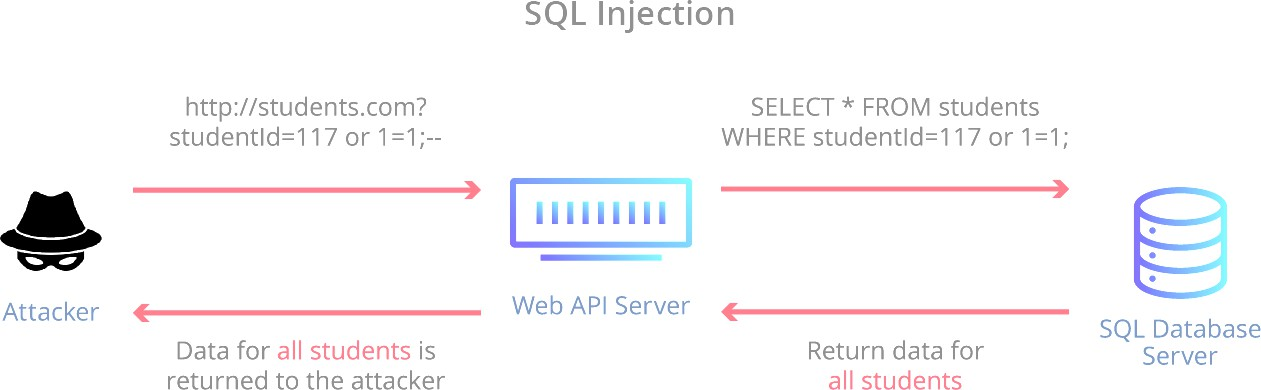 SQL Injection
http://students.com?
studentId=117 or 1=1;--
SELECT * FROM students
WHERE studentId=117 or 1=1;
Attacker
Web API Server
SQL Database
Server
Data for all students is
returned to the attacker
Return data for
all students